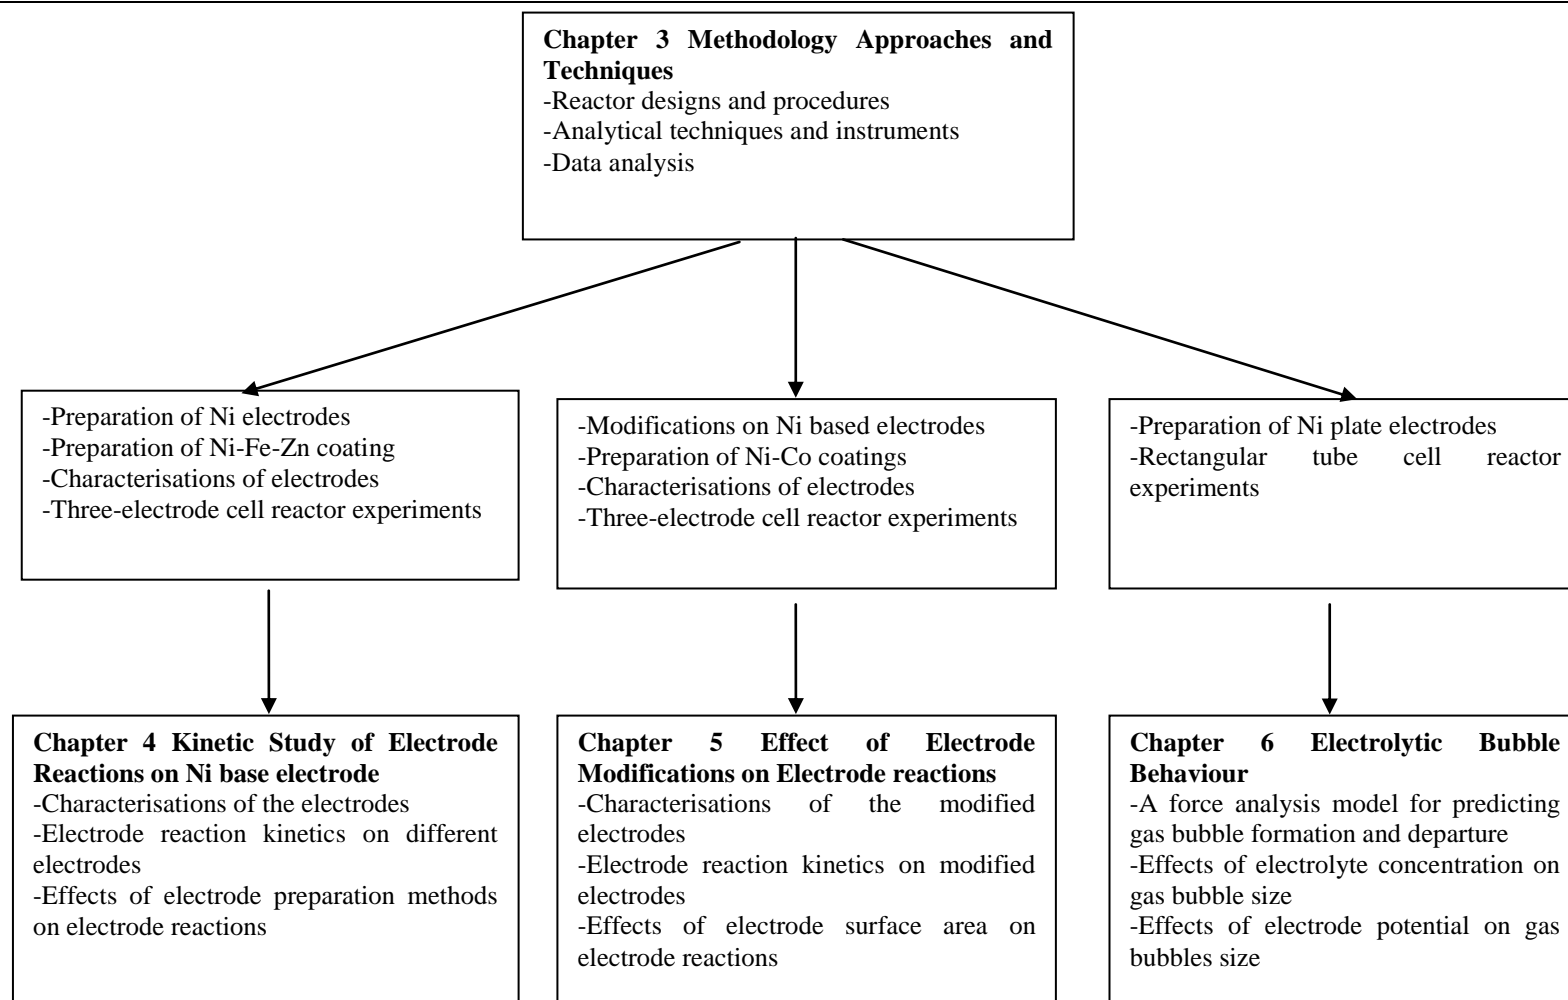 Chapter 3 Methodology Approaches and
Techniques
-Reactor designs and procedures
-Analytical techniques and instruments
-Data analysis
-Preparation of Ni electrodes
-Preparation of Ni-Fe-Zn coating
-Characterisations of electrodes
-Three-electrode cell reactor experiments
-Modifications on Ni based electrodes
-Preparation of Ni-Co coatings
-Characterisations of electrodes
-Three-electrode cell reactor experiments
-Preparation of Ni plate electrodes
-Rectangular tube cell reactor
experiments
Chapter 4 Kinetic Study of Electrode
Reactions on Ni base electrode
-Characterisations of the electrodes
-Electrode reaction kinetics on different
electrodes
-Effects of electrode preparation methods
on electrode reactions
Chapter 5 Effect of Electrode
Modifications on Electrode reactions
-Characterisations of the modified
electrodes
-Electrode reaction kinetics on modified
electrodes
-Effects of electrode surface area on
electrode reactions
Chapter 6 Electrolytic Bubble
Behaviour
-A force analysis model for predicting
gas bubble formation and departure
-Effects of electrolyte concentration on
gas bubble size
-Effects of electrode potential on gas
bubbles size